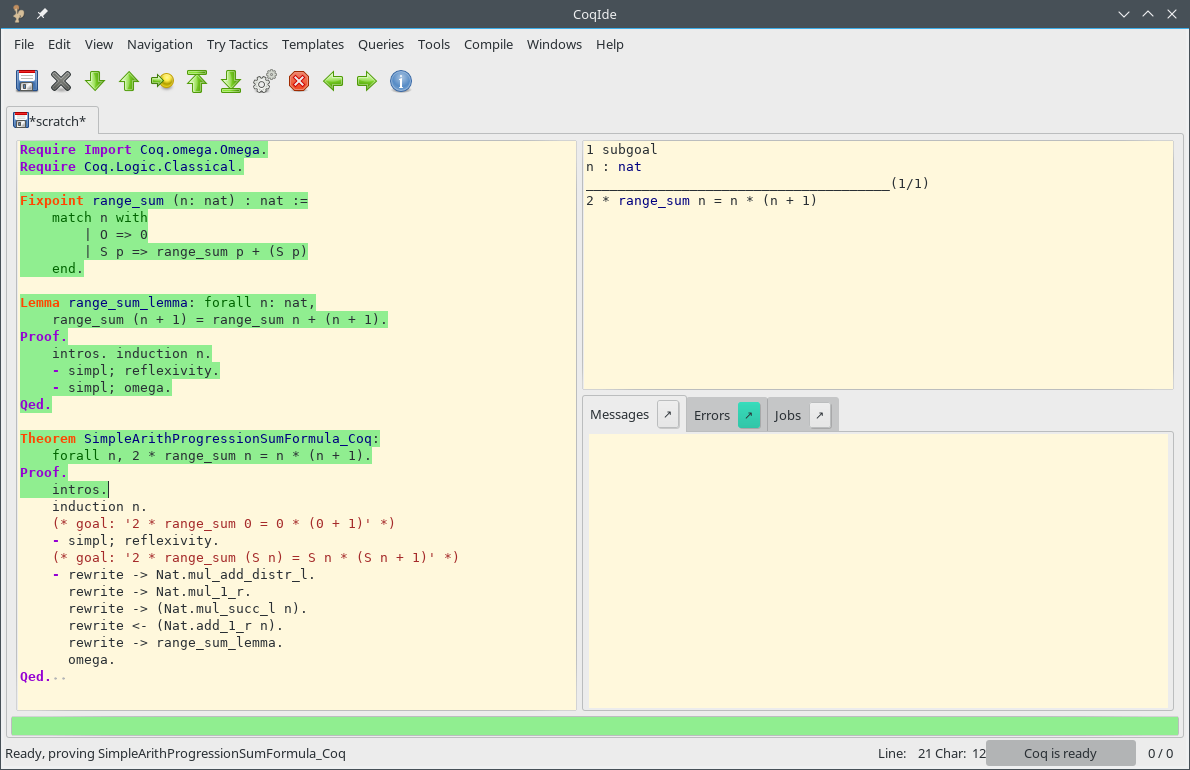 CoqIde
File Edit View Navigation Try Tactics Templates Queries Tools Compile Windows Help
*scratch*
Require Import Coq.omega.Omega.
Require Coq.Logic.Classical.
Fixpoint range_sum (n: nat) : nat :=
    match n with
        | O => 0
        | S p => range_sum p + (S p)
    end.
Lemma range_sum_lemma: forall n: nat,
    range_sum (n + 1) = range_sum n + (n + 1).
Proof.
    intros. induction n.
    - simpl; reflexivity.
    - simpl; omega.
Qed.
Theorem SimpleArithProgressionSumFormula_Coq:
    forall n, 2 * range_sum n = n * (n + 1).
Proof.
    intros.
    induction n.
    (* goal: '2 * range_sum 0 = 0 * (0 + 1)' *)
    - simpl; reflexivity.
    (* goal: '2 * range_sum (S n) = S n * (S n + 1)' *)
    - rewrite -> Nat.mul_add_distr_l.
      rewrite -> Nat.mul_1_r.
      rewrite -> (Nat.mul_succ_l n).
      rewrite <- (Nat.add_1_r n).
      rewrite -> range_sum_lemma.
      omega.
Qed.
1 subgoal
n : nat
______________________________________(1/1)
2 * range_sum n = n * (n + 1)
Messages Errors Jobs
Ready, proving SimpleArithProgressionSumFormula_Coq Line: 21 Char: 12 Coq is ready 0 / 0